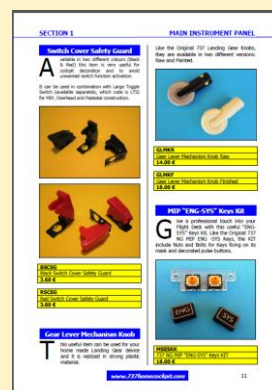 SECTION 1
MAIN INSTRUMENT PANEL
Switch Cover Safety Guard
Available in two different colours (Black
& Red) this item is very useful for
cockpit decoration and to avoid
unwanted switch function activation.
It can be used in combination with Large Toggle
Switch (available separately, which code is LTS)
for MIP, Overhead and Pedestal construction.
BSCSG
Black Switch Cover Safety Guard
3.80 €
RSCSG
Red Switch Cover Safety Guard
3.80 €
Gear Lever Mechanism Knob
This useful item can be used for your
home made Landing Gear device
and it is realized in strong plastic
material.
Like the Original 737 Landing Gear Knobs,
they are available in two different versions:
Raw and Painted.
GLMKR
Gear Lever Mechanism Knob Raw
14.00 €
GLMKF
Gear Lever Mechanism Knob Finished
18.00 €
MIP "ENG-SYS" Keys Kit
Give a professional touch into your
Flight Deck with this useful "ENG-
SYS" Keys Kit. Like the Original 737
NG MIP ENG -SYS Keys, the KIT
include Nuts and Bolts for Keys fixing on its
mask and decorated pulse buttons.
ENG
SYS
737 NG MIP "ENG-SYS" Keys KIT
18.00 €
www.737homecockpit.com
11